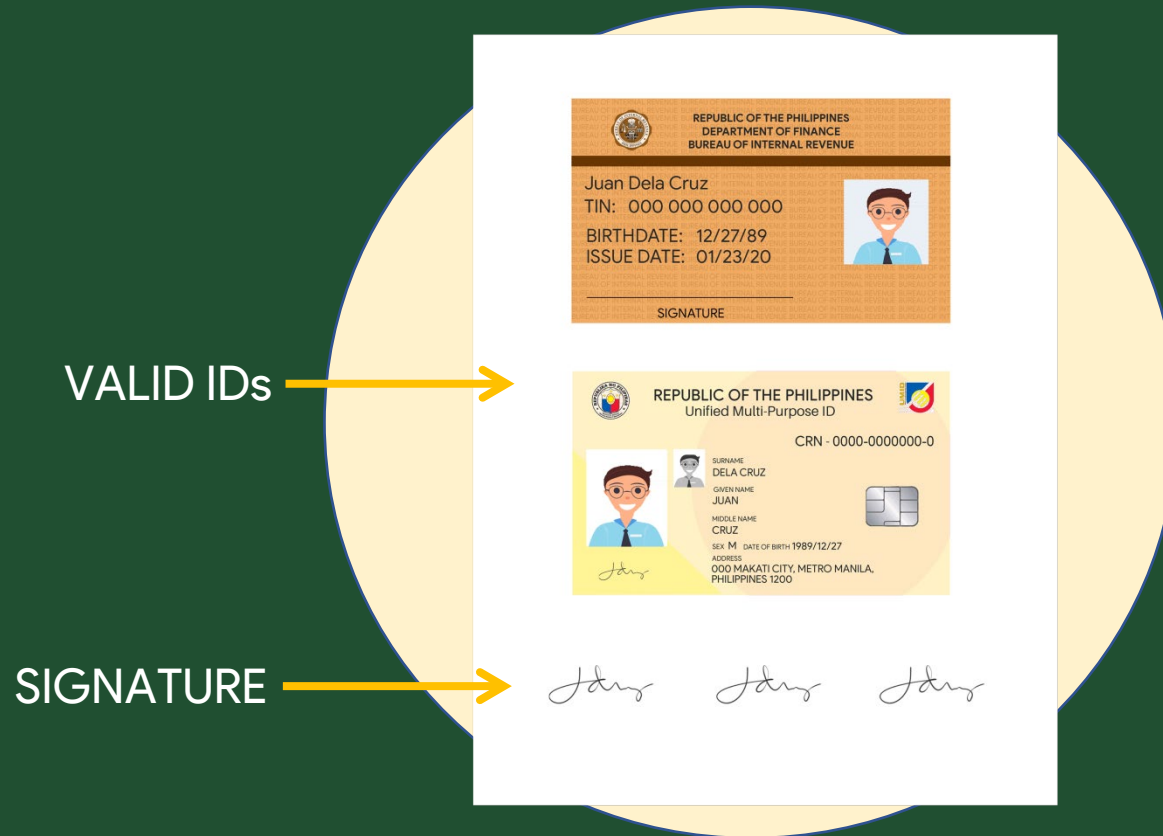 REPUBLIC OF THE PHILIPPINES
DEPARTMENT OF FINANCE
BUREAU OF INTERNAL REVENUE
Juan Dela Cruz
TIN: 000 000 000 000
BIRTHDATE: 12/27/89
ISSUE DATE: 01/23/20
SIGNATURE
VALID IDs
REPUBLIC OF THE PHILIPPINES
Unified Multi-Purpose ID
UMID
CRN - 0000-0000000-0
SURNAME
DELA CRUZ
GIVEN NAME
JUAN
MIDDLE NAME
CRUZ
SEX M DATE OF BIRTH 1989/12/27
ADDRESS
000 MAKATI CITY, METRO MANILA,
PHILIPPINES 1200
SIGNATURE